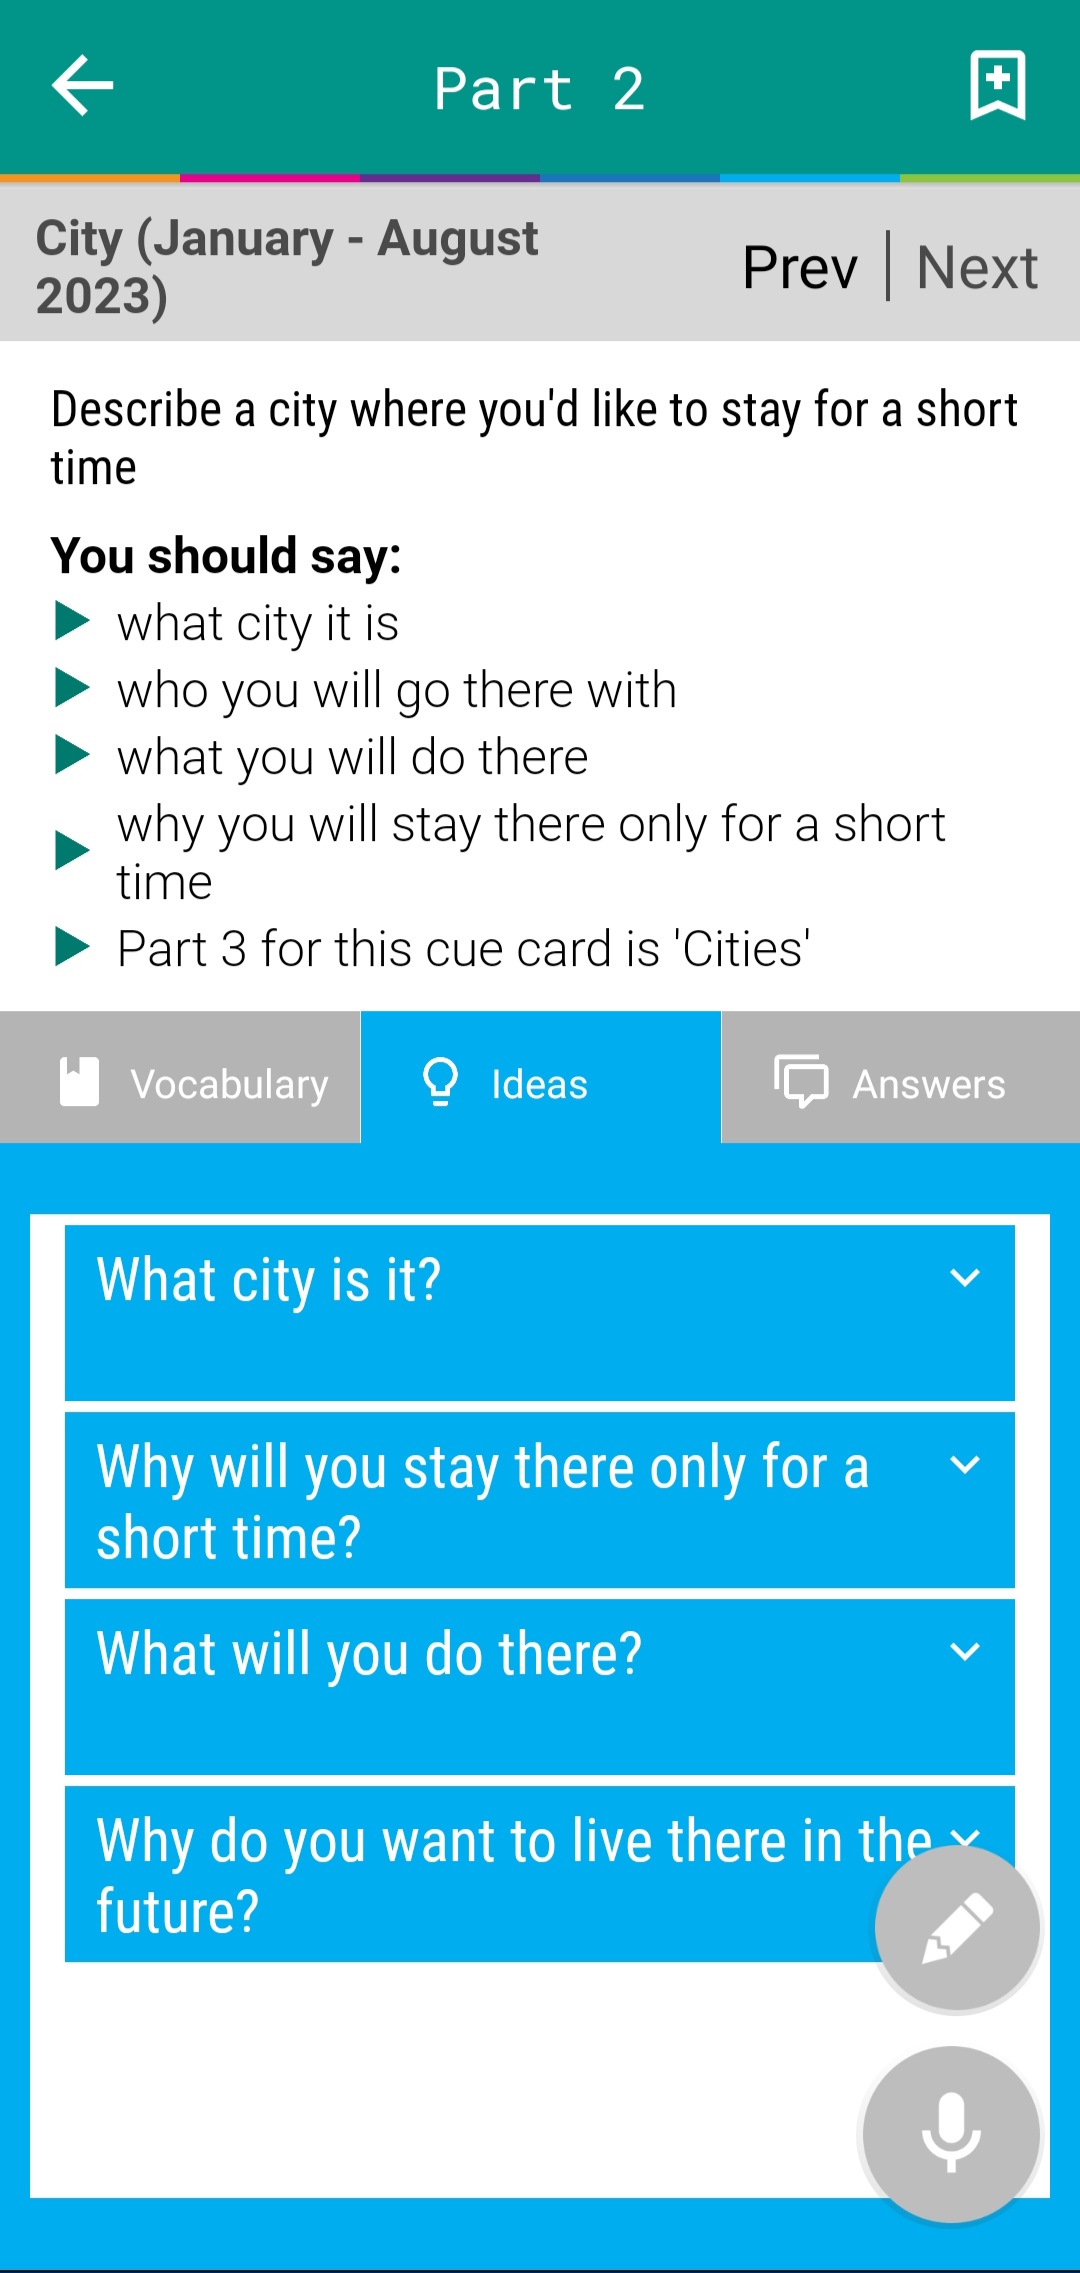 Part 2
City (January - August
2023)
Prev | Next
Describe a city where you'd like to stay for a short
time
You should say:
what city it is
who you will go there with
what you will do there
why you will stay there only for a short
time
Part 3 for this cue card is 'Cities'
Vocabulary
Ideas
Answers
What city is it?
Why will you stay there only for a
short time?
What will you do there?
Why do you want to live there in the
future?